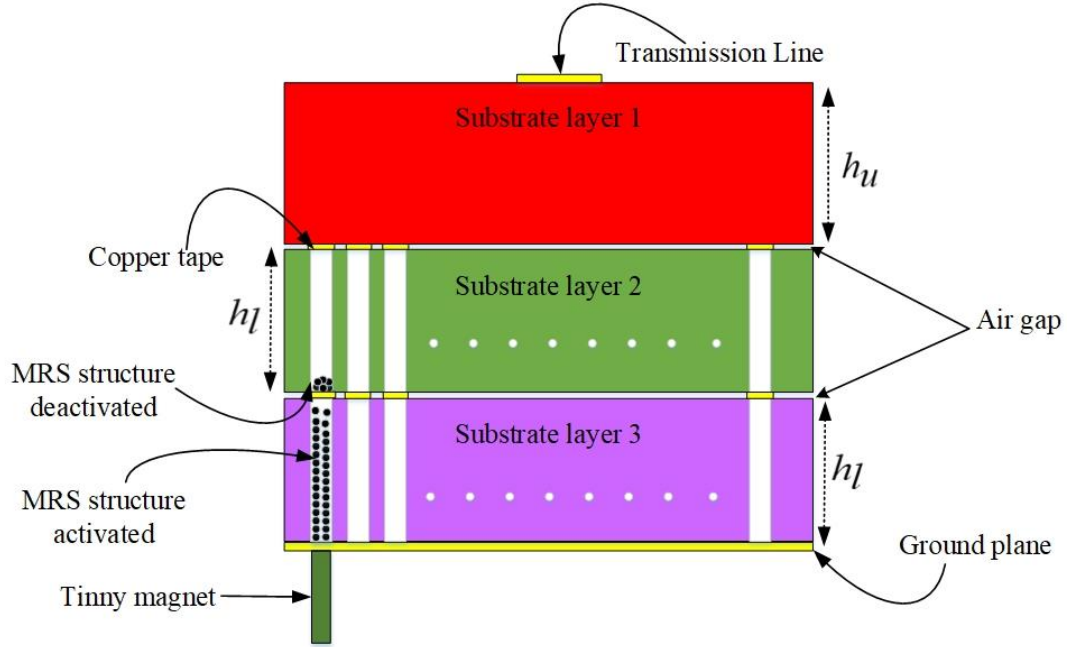 Transmission Line
Substrate layer 1
h_u
Copper tape
Substrate layer 2
h_l
Air gap
MRS structure
deactivated
Substrate layer 3
h_l
MRS structure
activated
Ground plane
Tinny magnet